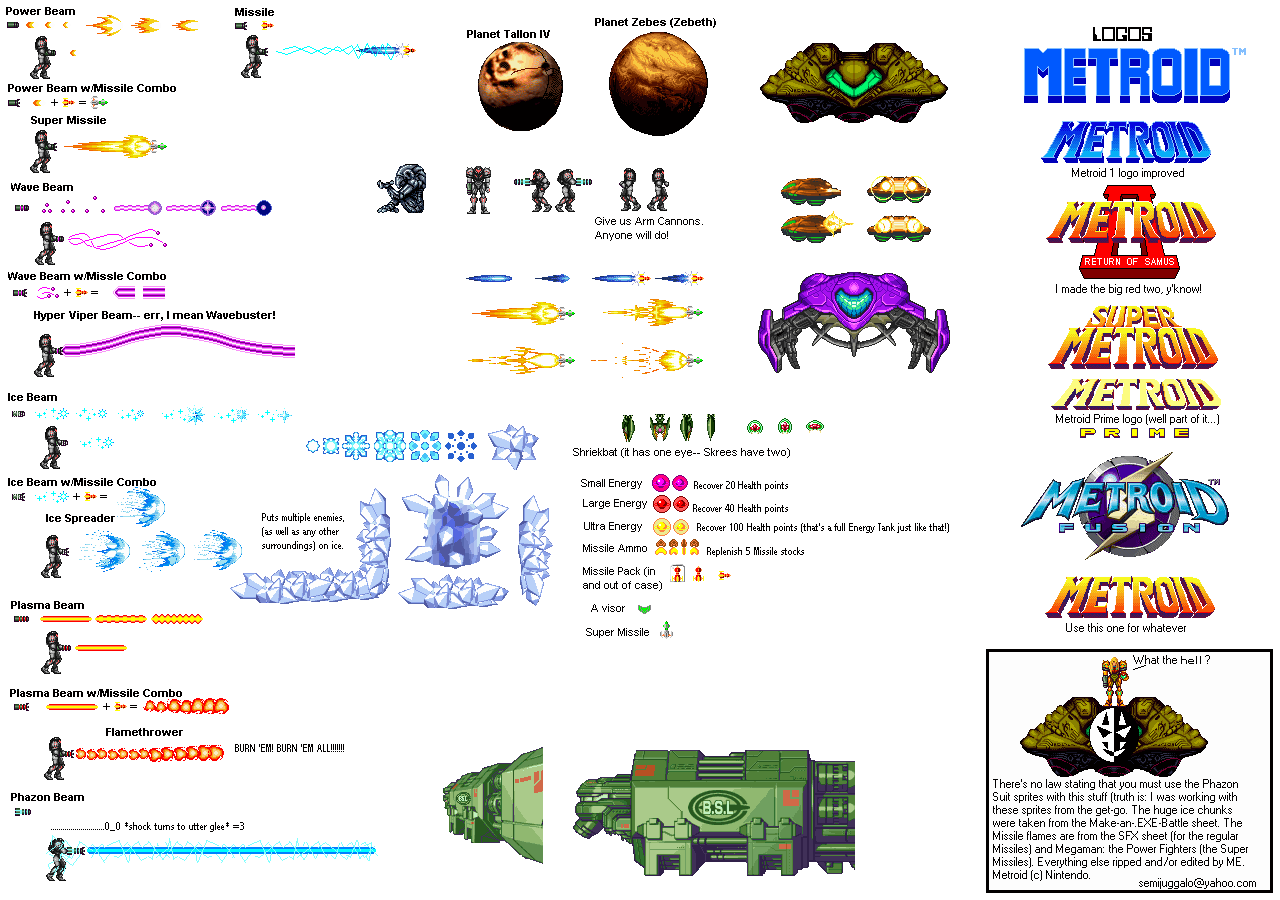 Power Beam
Missile
Power Beam w/Missile Combo
+ =
Super Missile
Wave Beam
Wave Beam w/Missle Combo
+ =
Hyper Viper Beam-- err, I mean Wavebuster!
Ice Beam
Ice Beam w/Missile Combo
+ =
Ice Spreader
Puts multiple enemies,
(as well as any other
surroundings) on ice.
Plasma Beam
Plasma Beam w/Missile Combo
+ =
Flamethrower
BURN 'EM! BURN 'EM ALL!!!!!!!
Phazon Beam
...........................0_0 *shock turns to utter glee* =3
Planet Tallon IV
Planet Zebes (Zebeth)
Give us Arm Cannons.
Anyone will do!
Shriekbat (it has one eye-- Skrees have two)
Small Energy Recover 20 Health points
Large Energy Recover 40 Health points
Ultra Energy Recover 100 Health points (that's a full Energy Tank just like that!)
Missile Ammo Replenish 5 Missile stocks
Missile Pack (in
and out of case)
A visor
Super Missile
B.S.L
LOGOS
METROID™
METROID
Metroid 1 logo improved
METROID
II
RETURN OF SAMUS
I made the big red two, y'know!
SUPER
METROID
METROID
Metroid Prime logo (well part of it...)
PRIME
METROID™
FUSION
METROID
Use this one for whatever
What the hell?
There's no law stating that you must use the Phazon
Suit sprites with this stuff (truth is: I was working with
these sprites from the get-go. The huge ice chunks
were taken from the Make-an-.EXE-Battle sheet. The
Missile flames are from the SFX sheet (for the regular
Missiles) and Megaman: the Power Fighters (the Super
Missiles). Everything else ripped and/or edited by ME.
Metroid (c) Nintendo.
semijuggalo@yahoo.com